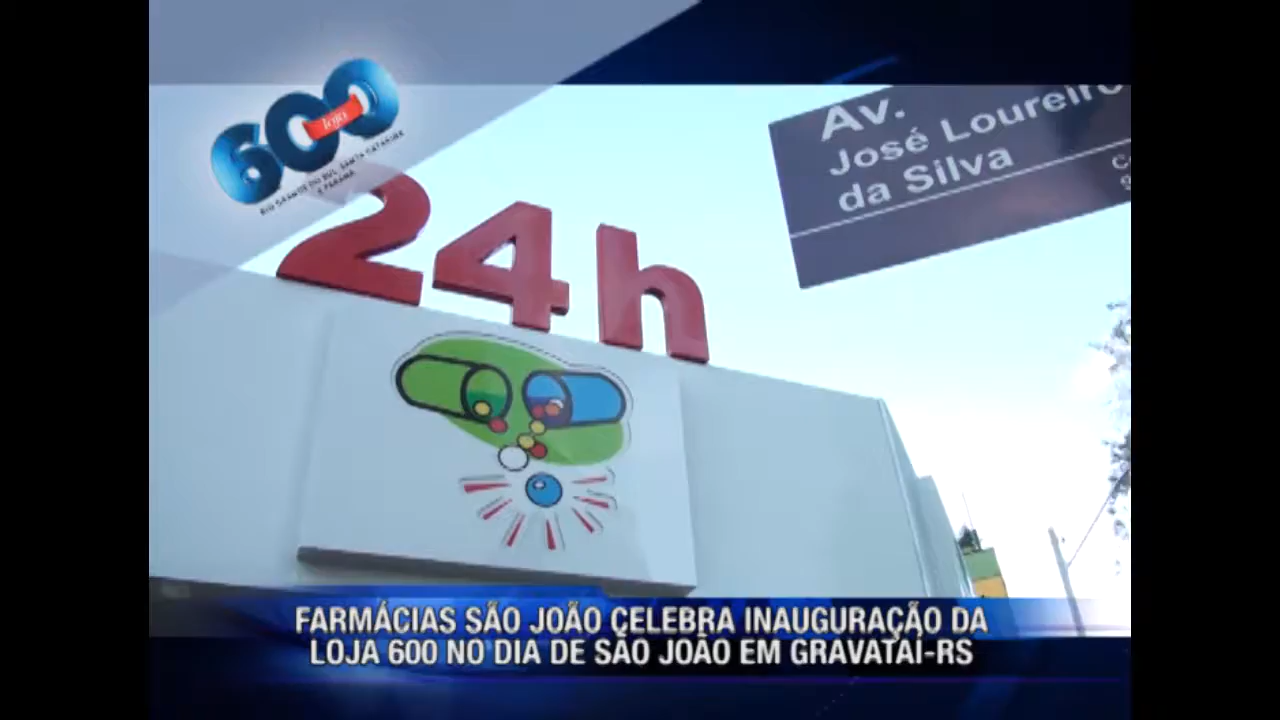 600
loja
RIO GRANDE DO SUL, SANTA CATARINA
E PARANÁ
24h
Av.
José Loureiro
da Silva
FARMÁCIAS SÃO JOÃO CELEBRA INAUGURAÇÃO DA
LOJA 600 NO DIA DE SÃO JOÃO EM GRAVATAÍ-RS